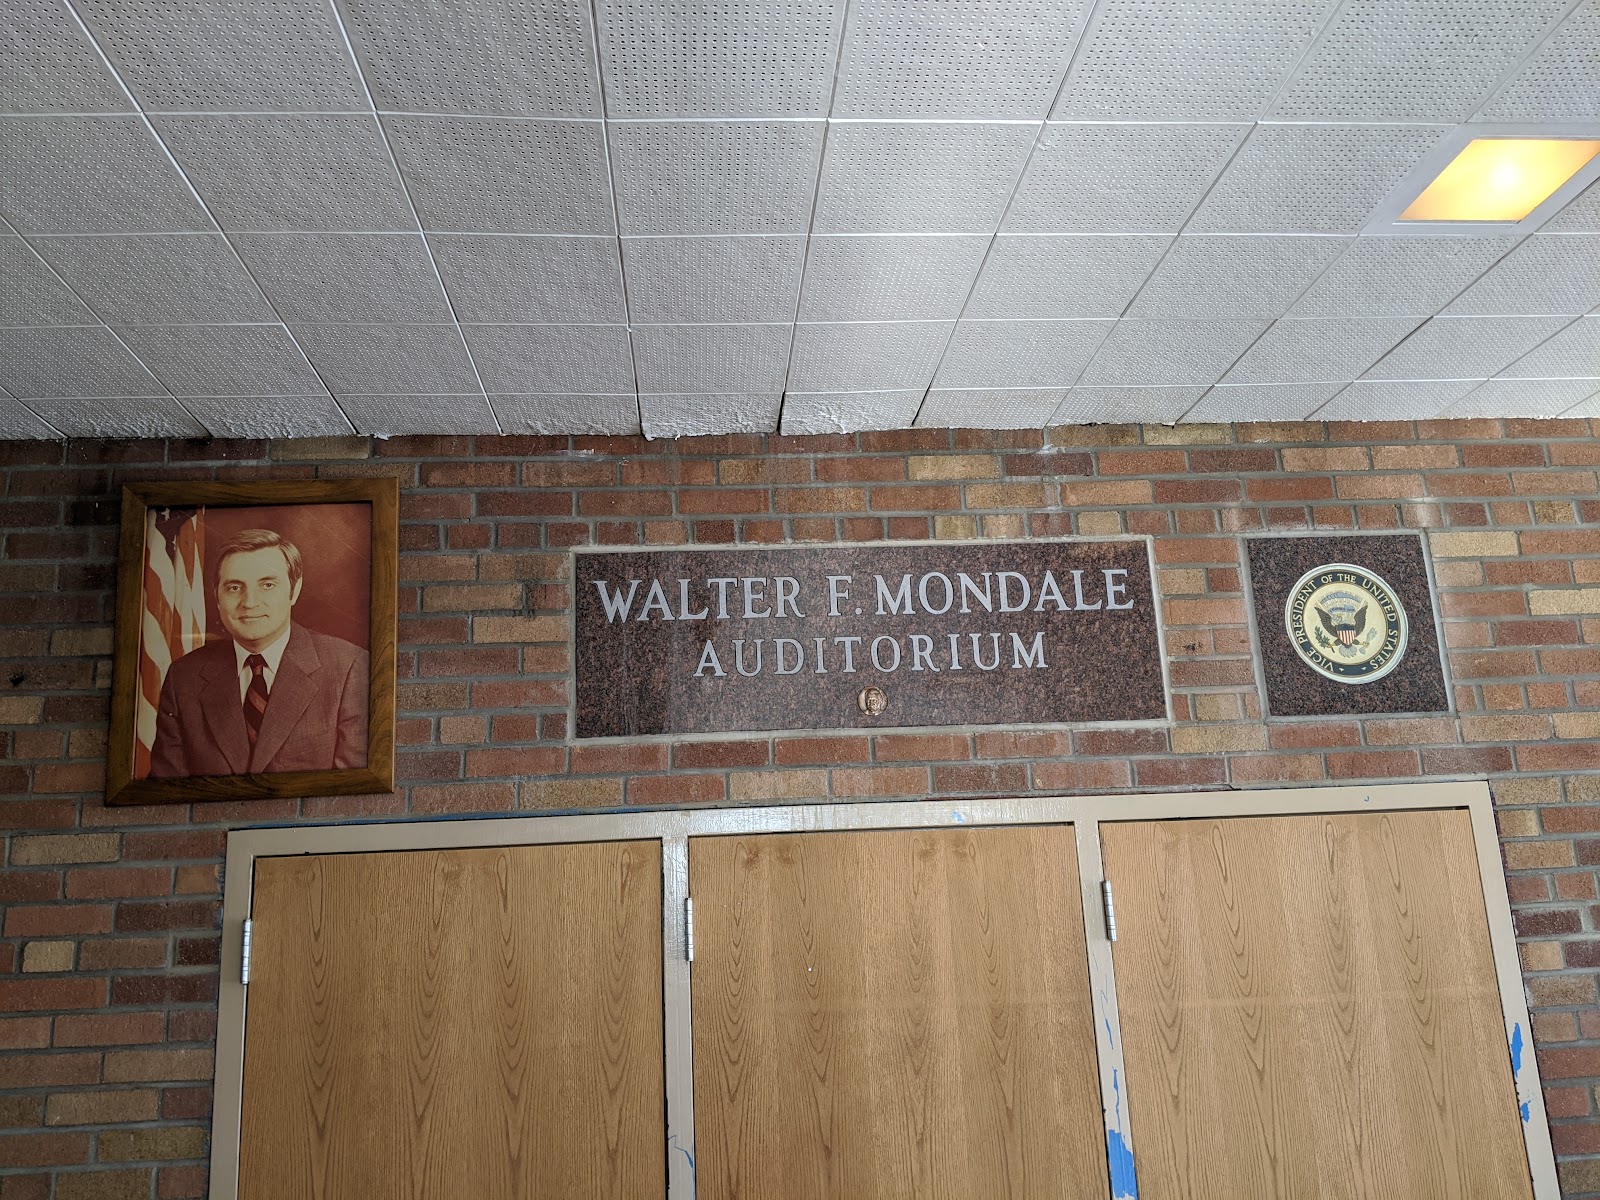 WALTER F. MONDALE
AUDITORIUM
VICE PRESIDENT OF THE UNITED STATES